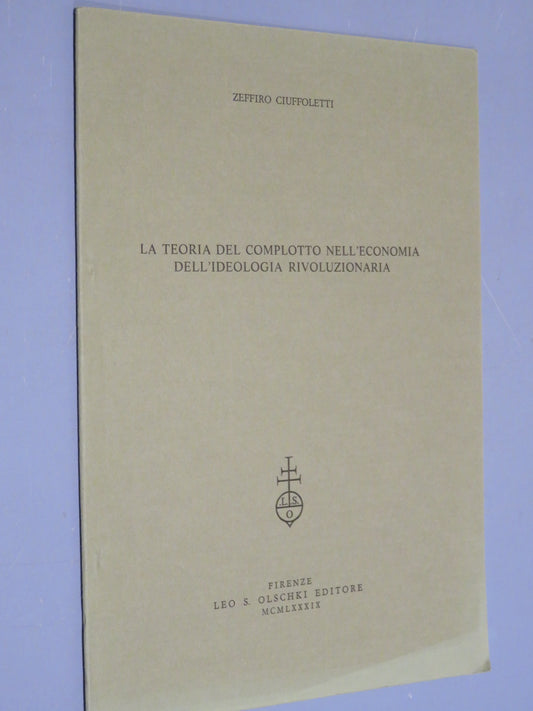 ZEFFIRO CIUFFOLETTI
LA TEORIA DEL COMPLOTTO NELL'ECONOMIA
DELL'IDEOLOGIA RIVOLUZIONARIA
L. S.
O
FIRENZE
LEO S. OLSCHKI EDITORE
MCMLXXXIX